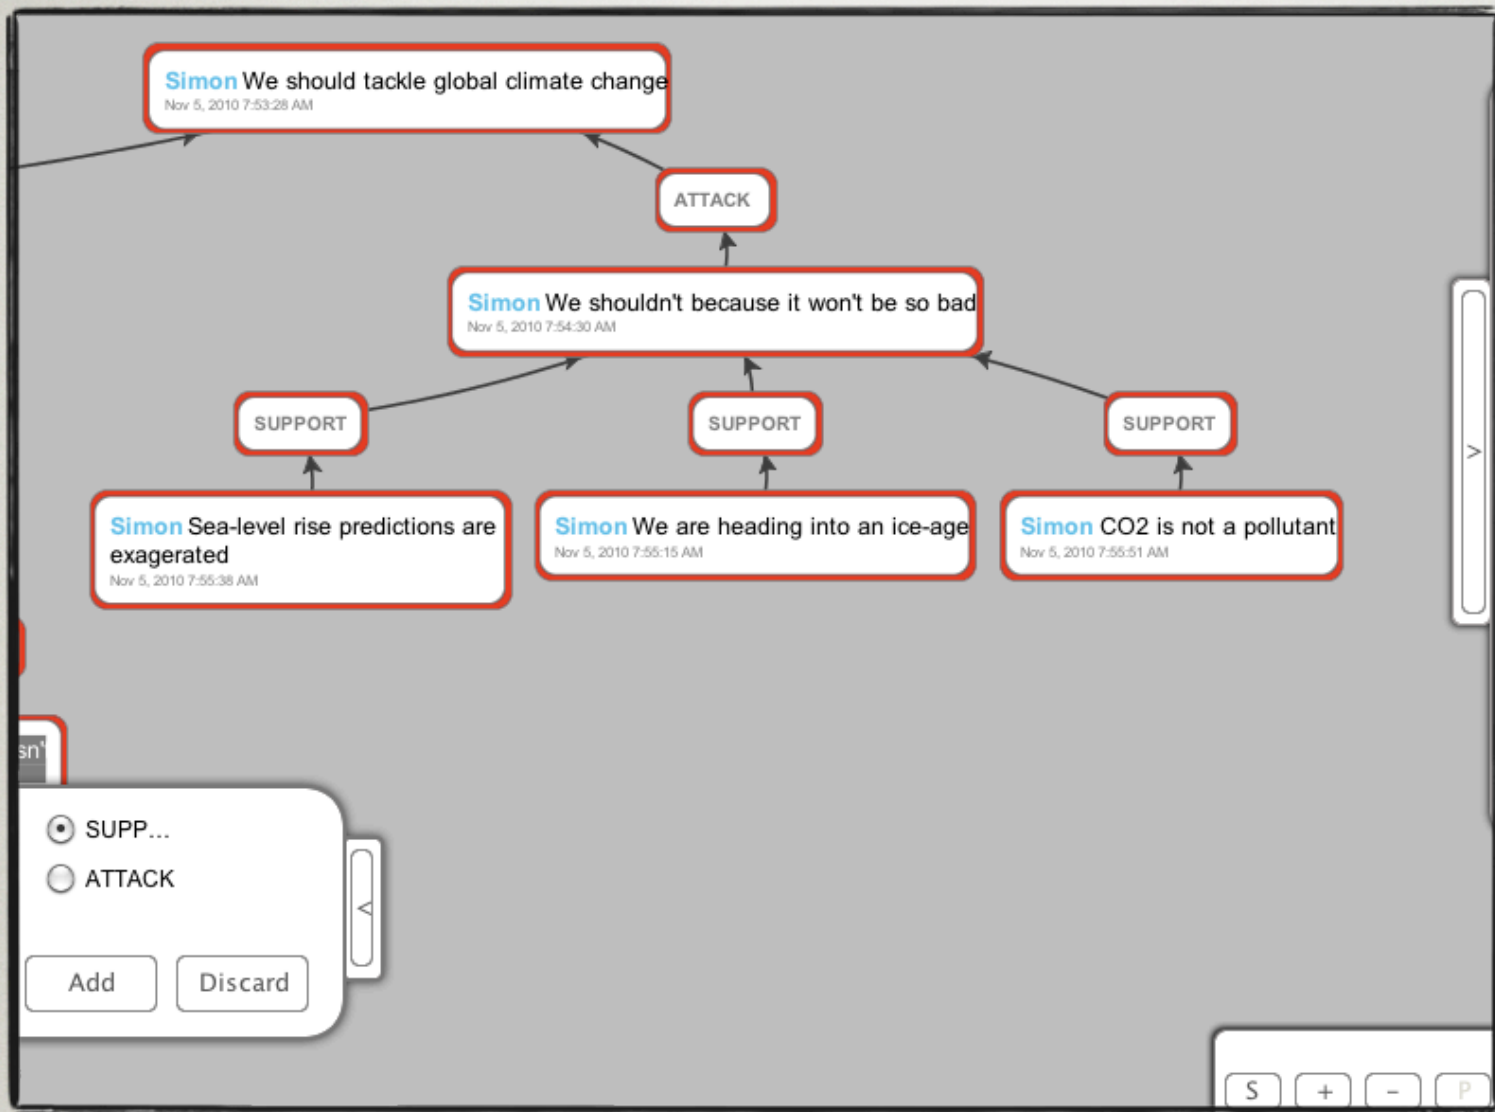 Simon We should tackle global climate change
Nov 5, 2010 7:53:28 AM
ATTACK
Simon We shouldn't because it won't be so bad
Nov 5, 2010 7:54:30 AM
SUPPORT
SUPPORT
SUPPORT
Simon Sea-level rise predictions are
exagerated
Nov 5, 2010 7:55:38 AM
Simon We are heading into an ice-age
Nov 5, 2010 7:55:15 AM
Simon CO2 is not a pollutant
Nov 5, 2010 7:55:51 AM
>
sn'
SUPP...
ATTACK
<
Add
Discard
S
+
-
P